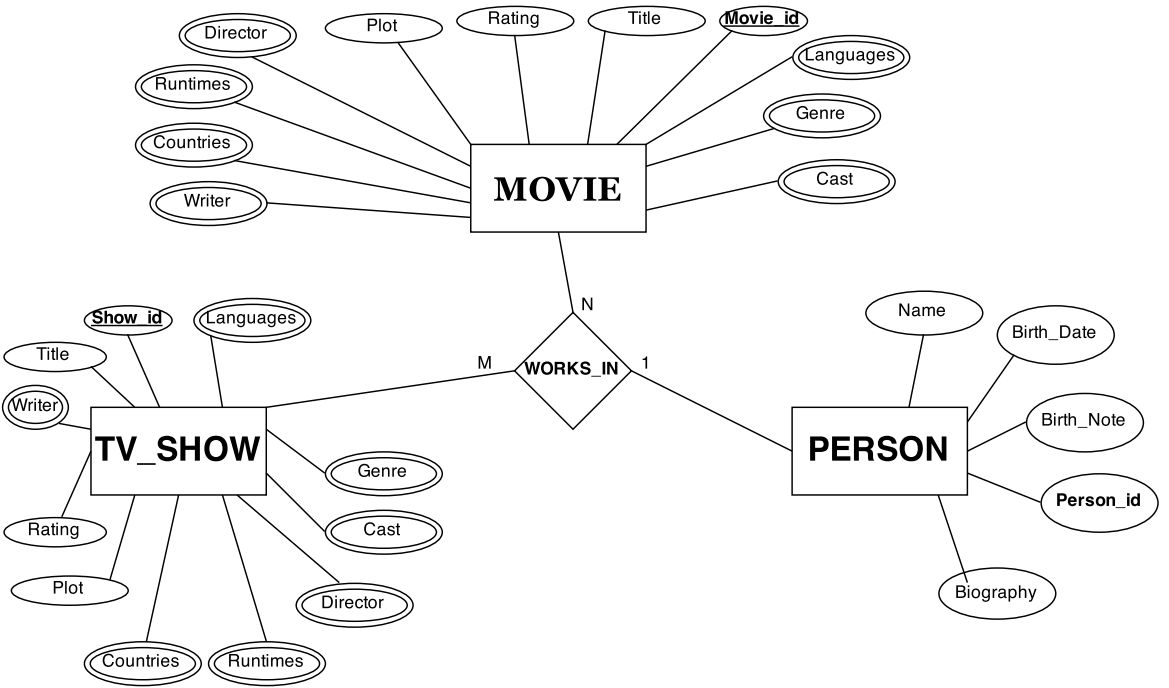 Director
Plot
Rating
Title
Movie_id
Languages
Runtimes
Genre
Countries
Cast
Writer
MOVIE
N
Show_id
Languages
Name
Title
Birth_Date
M
WORKS_IN
1
Writer
Birth_Note
TV_SHOW
PERSON
Genre
Person_id
Rating
Cast
Plot
Director
Biography
Countries
Runtimes